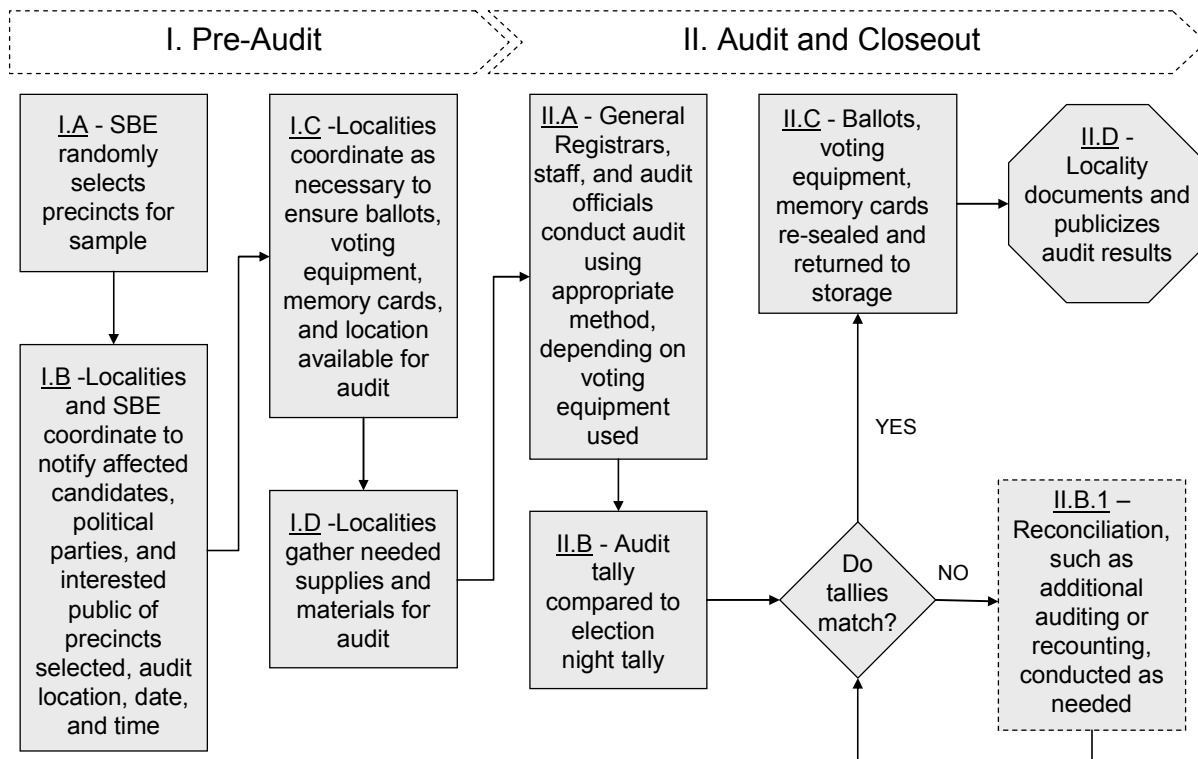 I. Pre-Audit
II. Audit and Closeout
I.A - SBE
randomly
selects
precincts for
sample
I.B -Localities
and SBE
coordinate to
notify affected
candidates,
political
parties, and
interested
public of
precincts
selected, audit
location, date,
and time
I.C -Localities
coordinate as
necessary to
ensure ballots,
voting
equipment,
memory cards,
and location
available for
audit
I.D -Localities
gather needed
supplies and
materials for
audit
II.A - General
Registrars,
staff, and audit
officials
conduct audit
using
appropriate
method,
depending on
voting
equipment
used
II.B - Audit
tally
compared to
election
night tally
Do
tallies
match?
YES
NO
II.C - Ballots,
voting
equipment,
memory cards
re-sealed and
returned to
storage
II.D -
Locality
documents and
publicizes
audit results
II.B.1 –
Reconciliation,
such as
additional
auditing or
recounting,
conducted as
needed